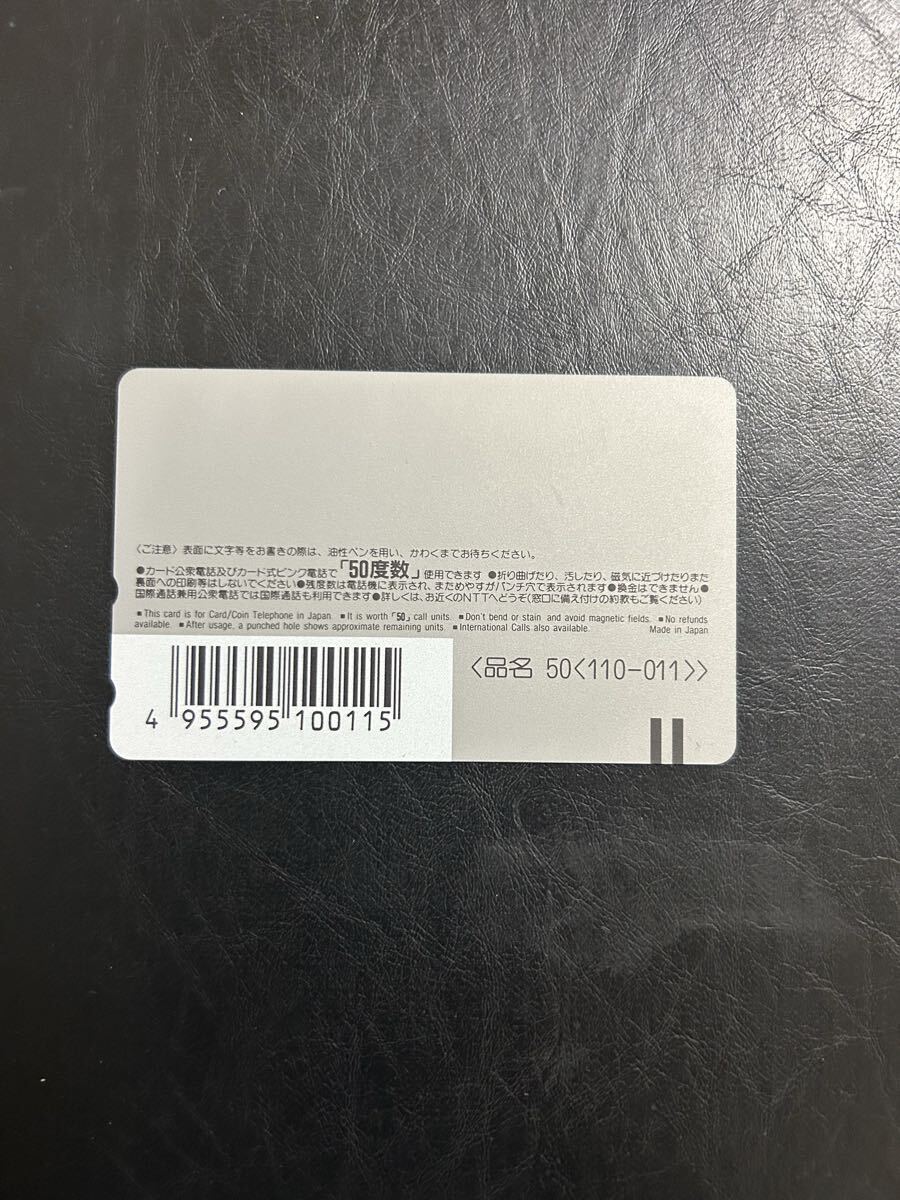 〈ご注意〉表面に文字等をお書きの際は、油性ペンを用い、かわくまでお待ちください。
●カード公衆電話及びカード式ピンク電話で「50度数」使用できます ●折り曲げたり、汚したり、磁気に近づけたりまた
裏面への印刷等はしないでください●残度数は電話機に表示され、まためやすがパンチ穴で表示されます●換金はできません●
国際通話兼用公衆電話では国際通話も利用できます●詳しくは、お近くのNTTへどうぞ(窓口に備え付けの約款もご覧ください)
■ This card is for Card/Coin Telephone in Japan. ■ It is worth「50」call units. ■ Don't bend or stain and avoid magnetic fields. ■ No refunds
available. ■ After usage, a punched hole shows approximate remaining units. ■ International Calls also available. Made in Japan
〈品名 50〈110-011〉〉
4 955595 100115